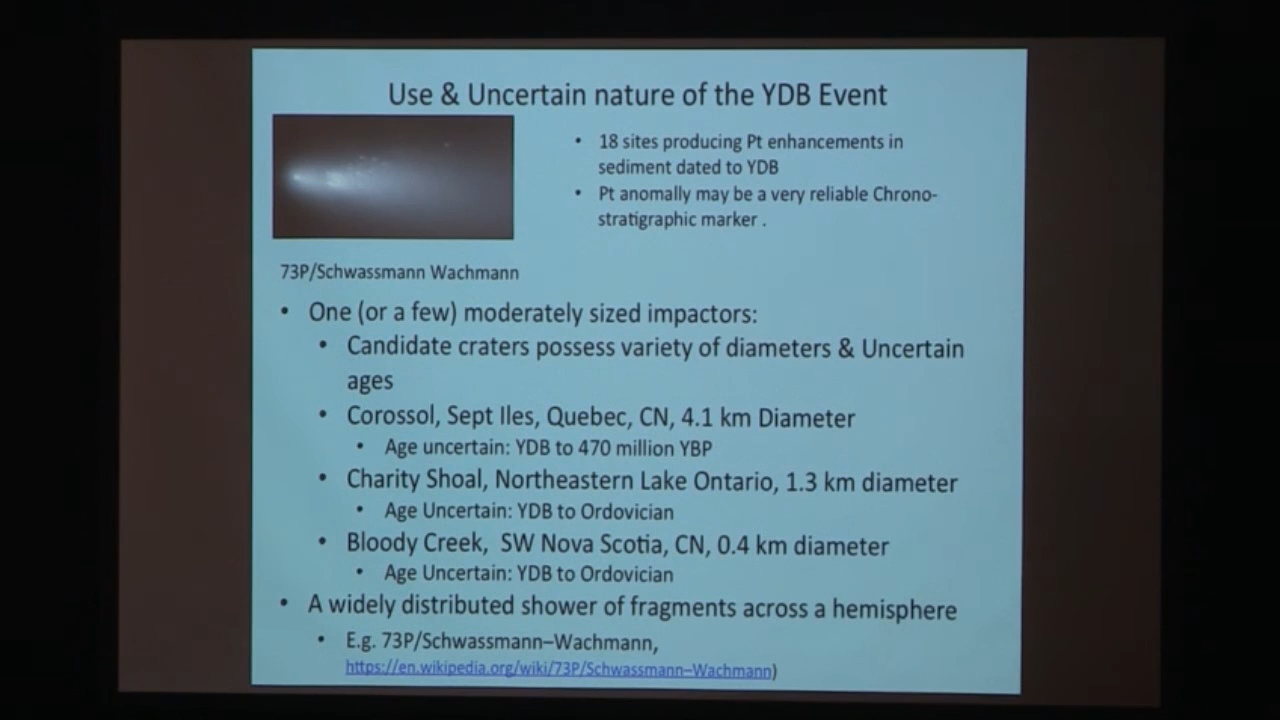 Use & Uncertain nature of the YDB Event
• 18 sites producing Pt enhancements in
sediment dated to YDB
• Pt anomally may be a very reliable Chrono-
stratigraphic marker .
73P/Schwassmann Wachmann
• One (or a few) moderately sized impactors:
• Candidate craters possess variety of diameters & Uncertain
ages
• Corossol, Sept Iles, Quebec, CN, 4.1 km Diameter
• Age uncertain: YDB to 470 million YBP
• Charity Shoal, Northeastern Lake Ontario, 1.3 km diameter
• Age Uncertain: YDB to Ordovician
• Bloody Creek, SW Nova Scotia, CN, 0.4 km diameter
• Age Uncertain: YDB to Ordovician
• A widely distributed shower of fragments across a hemisphere
• E.g. 73P/Schwassmann–Wachmann,
https://en.wikipedia.org/wiki/73P/Schwassmann–Wachmann)